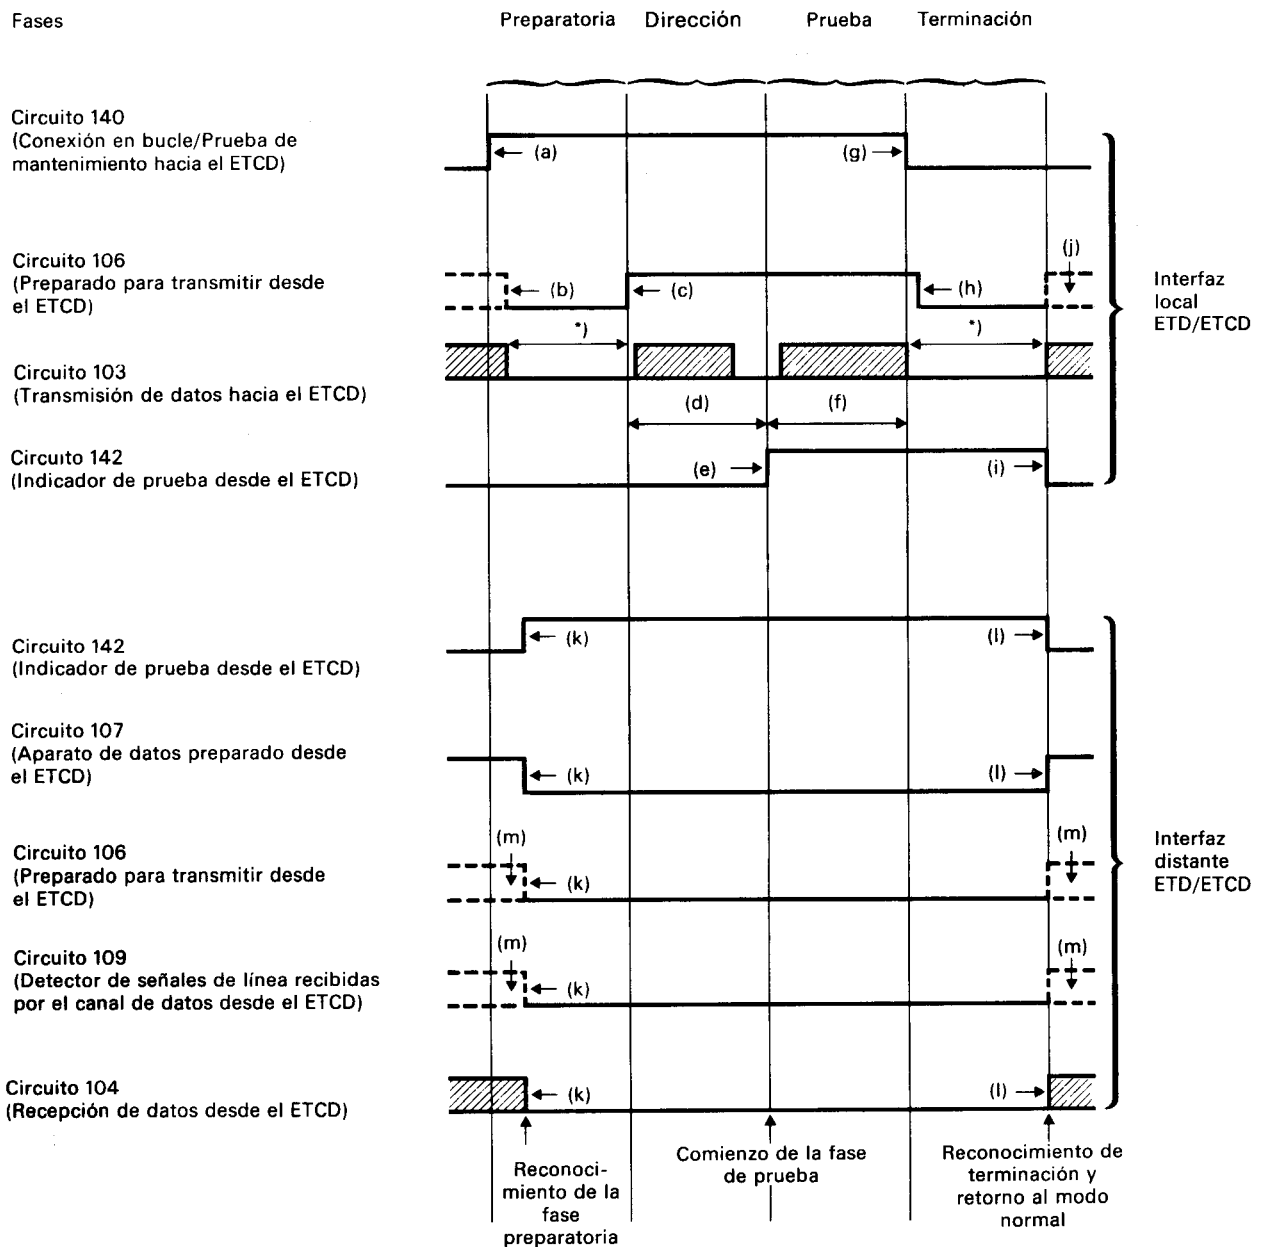 Fases
Preparatoria
Dirección
Prueba
Terminación
Circuito 140
(Conexión en bucle/Prueba de
mantenimiento hacia el ETCD)
(a)
(g)
Circuito 106
(Preparado para transmitir desde
el ETCD)
(b)
(c)
(h)
(j)
*)
*)
Interfaz
local
ETD/ETCD
Circuito 103
(Transmisión de datos hacia el ETCD)
(d)
(f)
Circuito 142
(Indicador de prueba desde el ETCD)
(e)
(i)
Circuito 142
(Indicador de prueba desde el ETCD)
(k)
(l)
Circuito 107
(Aparato de datos preparado desde
el ETCD)
(k)
(l)
Circuito 106
(Preparado para transmitir desde
el ETCD)
(m)
(k)
(m)
Interfaz
distante
ETD/ETCD
Circuito 109
(Detector de señales de línea recibidas
por el canal de datos desde el ETCD)
(m)
(k)
(m)
Circuito 104
(Recepción de datos desde el ETCD)
(k)
(l)
Reconoci-
miento de la
fase
preparatoria
Comienzo de la fase
de prueba
Reconocimiento de
terminación y
retorno al modo
normal